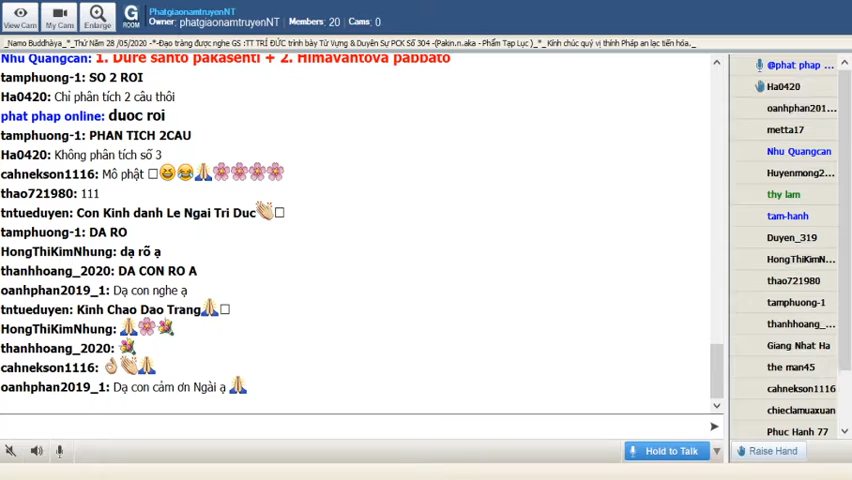 View Cam
My Cam
Enlarge
G
ROOM
PhatgiaonamtruyenNT
Owner: phatgiaonamtruyenNT | Members: 20 | Cams: 0
_Namo Buddhàya_*_Thứ Năm 28 /05/2020 -*-Đạo tràng được nghe GS :TT TRÍ ĐỨC trình bày Từ Vựng &Duyên Sự PCK Số 304 -(Pakin.n.aka - Phẩm Tạp Lục )_*_Kính chúc quý vị thính Pháp an lạc tiến hóa._
Nhu Quangcan: 1. Dūre santo pakāsenti + 2. Himavantova pabbato
tamphuong-1: SO 2 ROI
Ha0420: Chỉ phân tích 2 câu thôi
phat phap online: duoc roi
tamphuong-1: PHAN TICH 2CAU
Ha0420: Không phân tích số 3
cahnekson1116: Mô phật
thao721980: 111
tntueduyen: Con Kinh danh Le Ngai Tri Duc
tamphuong-1: DA RO
HongThiKimNhung: dạ rõ ạ
thanhhoang_2020: DA CON RO A
oanhphan2019_1: Dạ con nghe ạ
tntueduyen: Kinh Chao Dao Trang
HongThiKimNhung:
thanhhoang_2020:
cahnekson1116:
oanhphan2019_1: Dạ con cảm ơn Ngài ạ
@phat phap ...
Ha0420
oanhphan201...
metta17
Nhu Quangcan
Huyenmong2...
thy lam
tam-hanh
Duyen_319
HongThiKimN...
thao721980
tamphuong-1
thanhhoang_...
Giang Nhat Ha
the man45
cahnekson1116
chieclamuaxuan
Phuc Hanh 77
Hold to Talk
Raise Hand